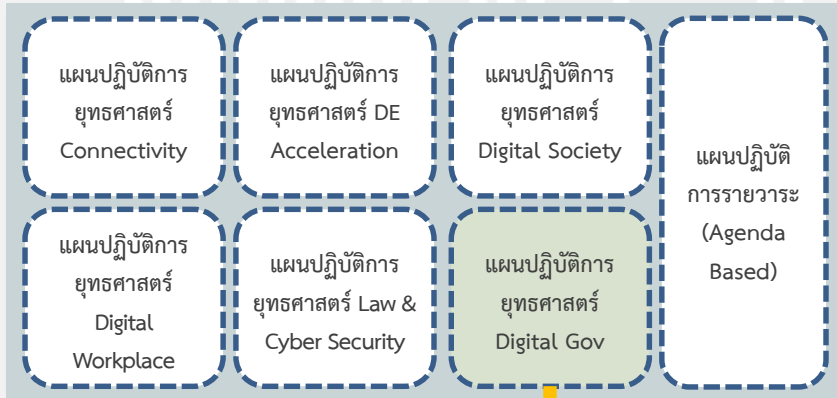 แผนปฏิบัติการ
ยุทธศาสตร์
Connectivity
แผนปฏิบัติการ
ยุทธศาสตร์ DE
Acceleration
แผนปฏิบัติการ
ยุทธศาสตร์
Digital Society
แผนปฏิบัติ
การรายวาระ
(Agenda
Based)
แผนปฏิบัติการ
ยุทธศาสตร์
Digital
Workplace
แผนปฏิบัติการ
ยุทธศาสตร์ Law &
Cyber Security
แผนปฏิบัติการ
ยุทธศาสตร์
Digital Gov